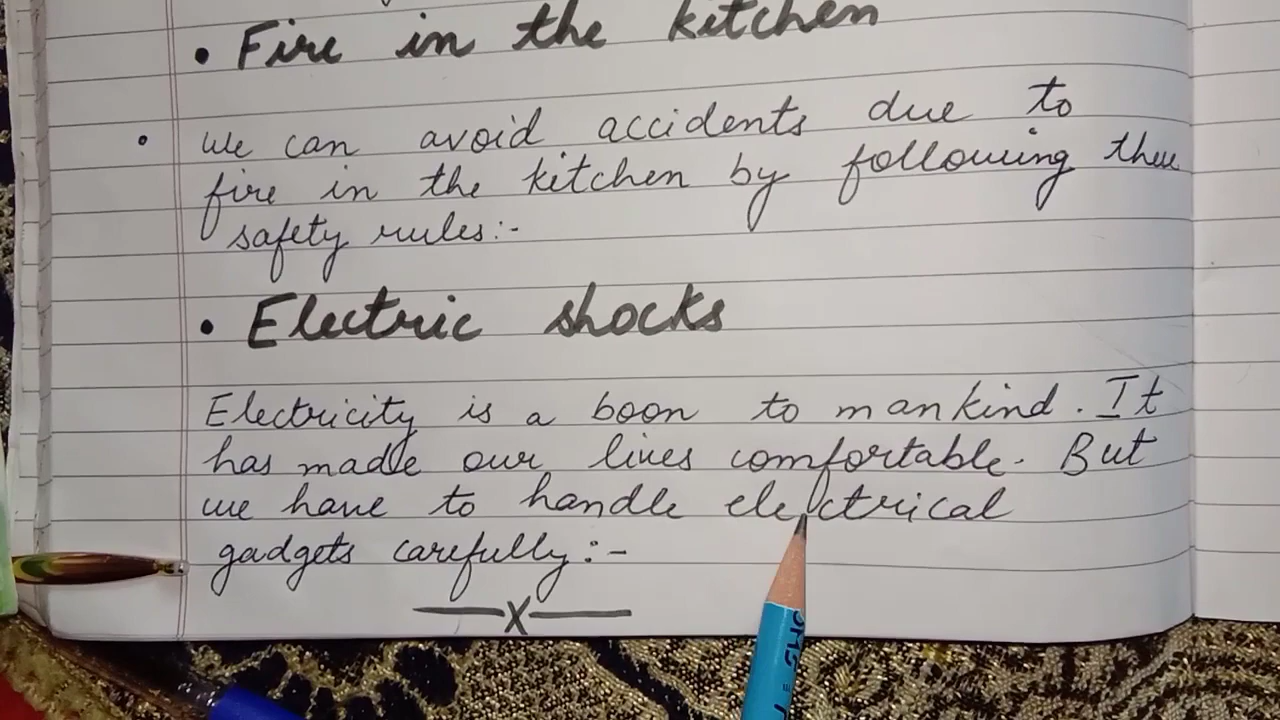 • Fire in the kitchen
• We can avoid accidents due to
fire in the kitchen by following these
safety rules:-
• Electric shocks
Electricity is a boon to mankind. It
has made our lives comfortable. But
we have to handle electrical
gadgets carefully:-
—x—